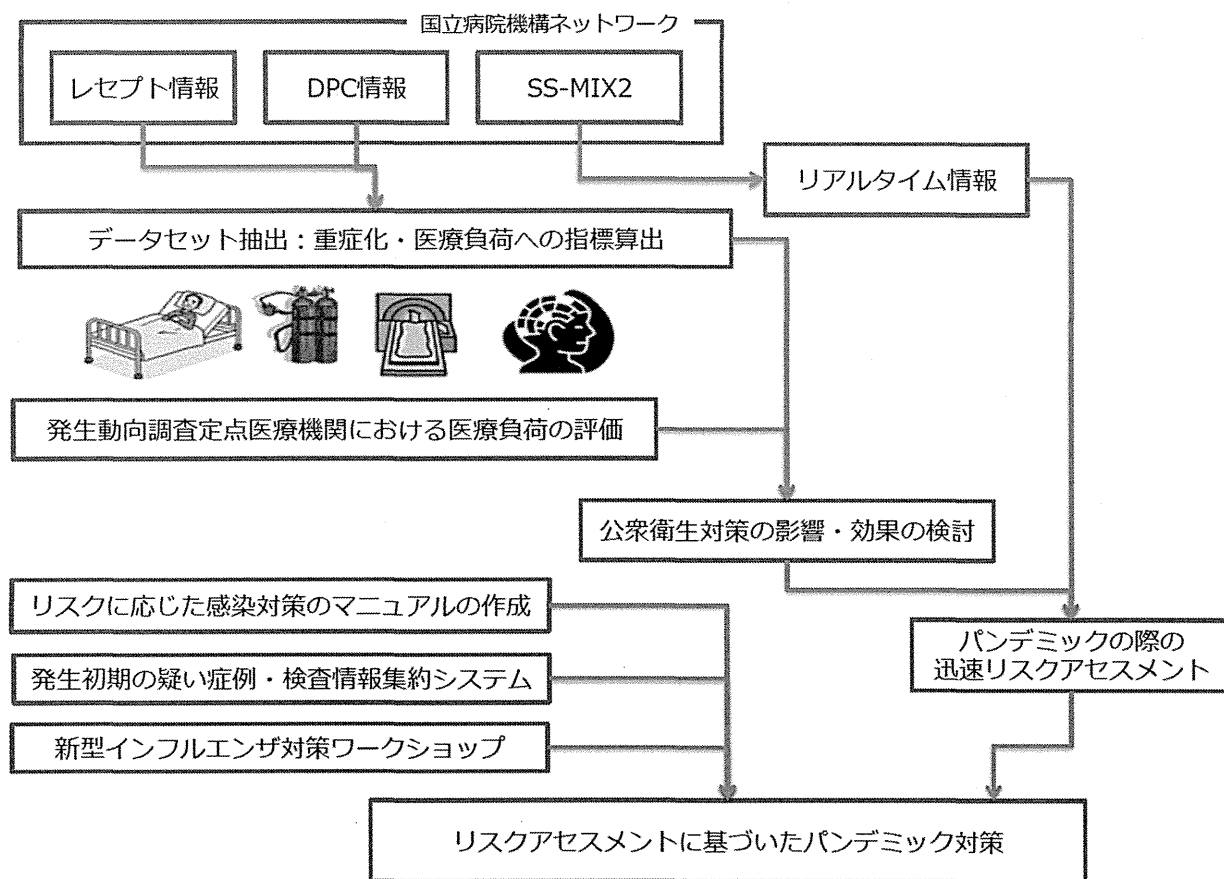 国立病院機構ネットワーク
レセプト情報
DPC情報
SS-MIX2
リアルタイム情報
データセット抽出:重症化・医療負荷への指標算出
発生動向調査定点医療機関における医療負荷の評価
公衆衛生対策の影響・効果の検討
リスクに応じた感染対策のマニュアルの作成
パンデミックの際の
迅速リスクアセスメント
発生初期の疑い症例・検査情報集約システム
新型インフルエンザ対策ワークショップ
リスクアセスメントに基づいたパンデミック対策